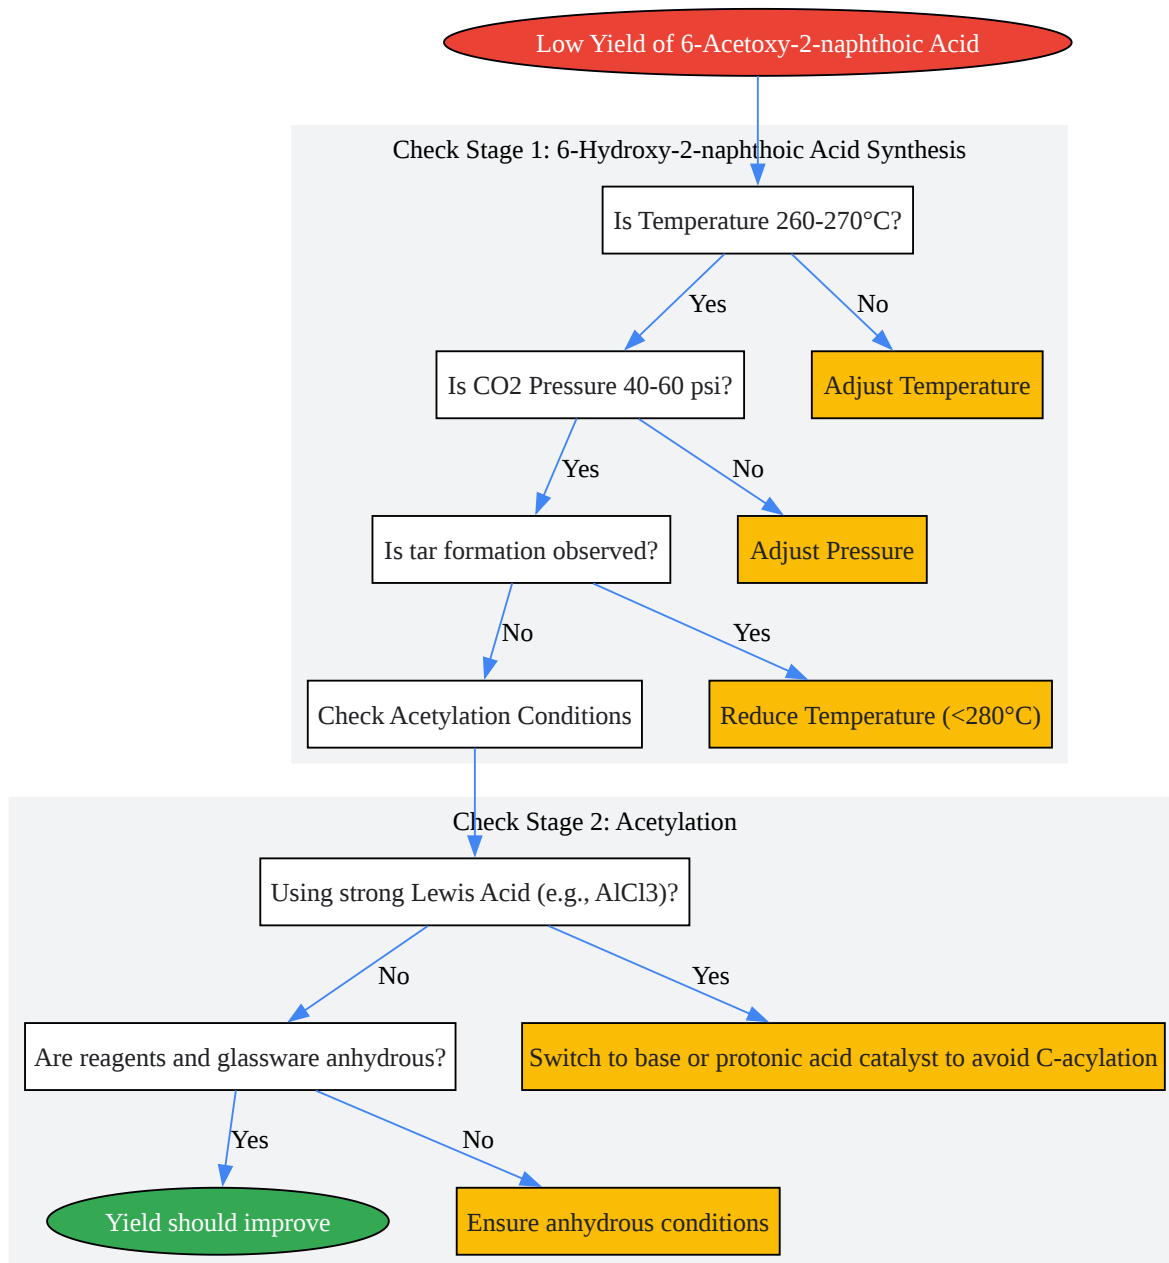 Low Yield of 6-Acetoxy-2-naphthoic Acid
Check Stage 1: 6-Hydroxy-2-naphthoic Acid Synthesis
Is Temperature 260-270°C?
Yes
No
Is CO2 Pressure 40-60 psi?
Adjust Temperature
Yes
No
Is tar formation observed?
Adjust Pressure
No
Yes
Check Acetylation Conditions
Reduce Temperature (<280°C)
Check Stage 2: Acetylation
Using strong Lewis Acid (e.g., AlCl3)?
No
Yes
Are reagents and glassware anhydrous?
Switch to base or protonic acid catalyst to avoid C-acylation
Yes
No
Yield should improve
Ensure anhydrous conditions